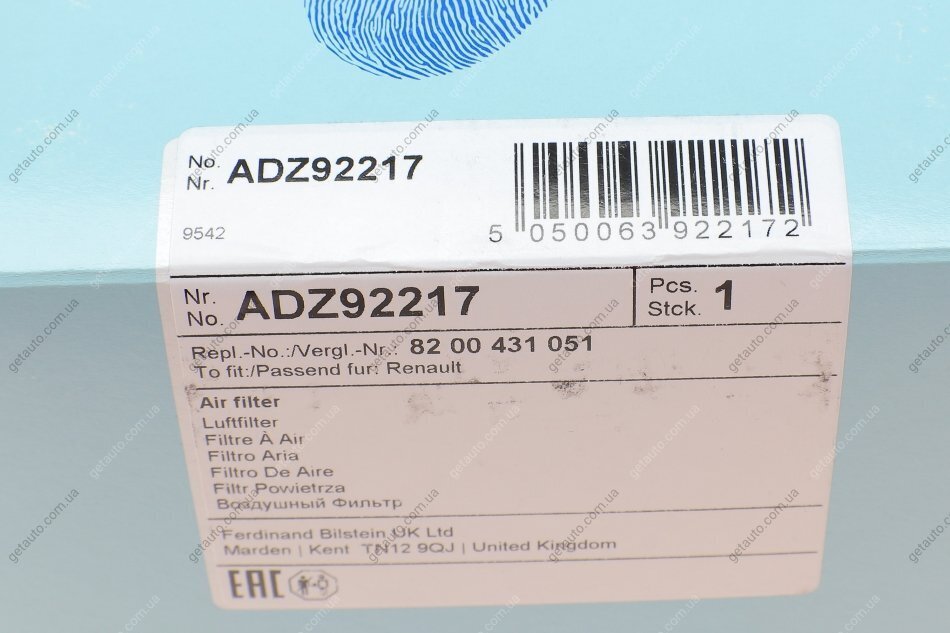 No.
Nr. ADZ92217
9542
5 050063 922172
Nr.
No. ADZ92217
Pcs.
Stck. 1
Repl.-No.:/Vergl.-Nr.: 82 00 431 051
To fit:/Passend fur: Renault
Air filter
Luftfilter
Filtre À Air
Filtro Aria
Filtro De Aire
Filtr Powietrza
Воздушный Фильтр
Ferdinand Bilstein UK Ltd
Marden | Kent TN12 9QJ | United Kingdom
EAC
getauto.com.ua